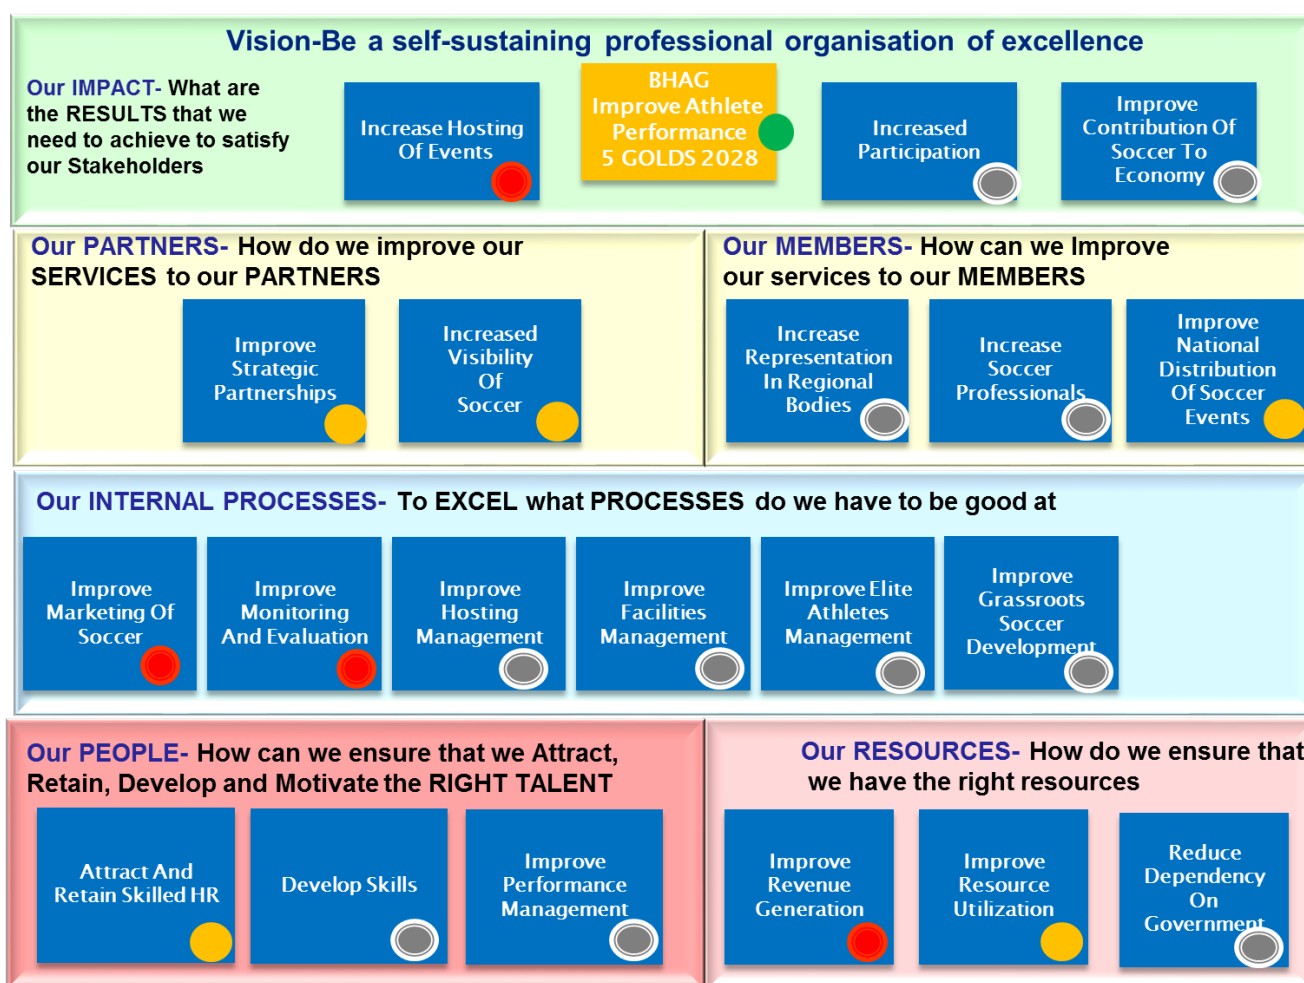 Vision-Be a self-sustaining professional organisation of excellence
Our IMPACT- What are
the RESULTS that we
need to achieve to satisfy
our Stakeholders
Increase Hosting
Of Events
BHAG
Improve Athlete
Performance
5 GOLDS 2028
Increased
Participation
Improve
Contribution Of
Soccer To
Economy
Our PARTNERS- How do we improve our
SERVICES to our PARTNERS
Improve
Strategic
Partnerships
Increased
Visibility
Of
Soccer
Our MEMBERS- How can we Improve
our services to our MEMBERS
Increase
Representation
In Regional
Bodies
Increase
Soccer
Professionals
Improve
National
Distribution
Of Soccer
Events
Our INTERNAL PROCESSES- To EXCEL what PROCESSES do we have to be good at
Improve
Marketing Of
Soccer
Improve
Monitoring
And Evaluation
Improve
Hosting
Management
Improve
Facilities
Management
Improve Elite
Athletes
Management
Improve
Grassroots
Soccer
Development
Our PEOPLE- How can we ensure that we Attract,
Retain, Develop and Motivate the RIGHT TALENT
Attract And
Retain Skilled HR
Develop Skills
Improve
Performance
Management
Our RESOURCES- How do we ensure that
we have the right resources
Improve
Revenue
Generation
Improve
Resource
Utilization
Reduce
Dependency
On
Government